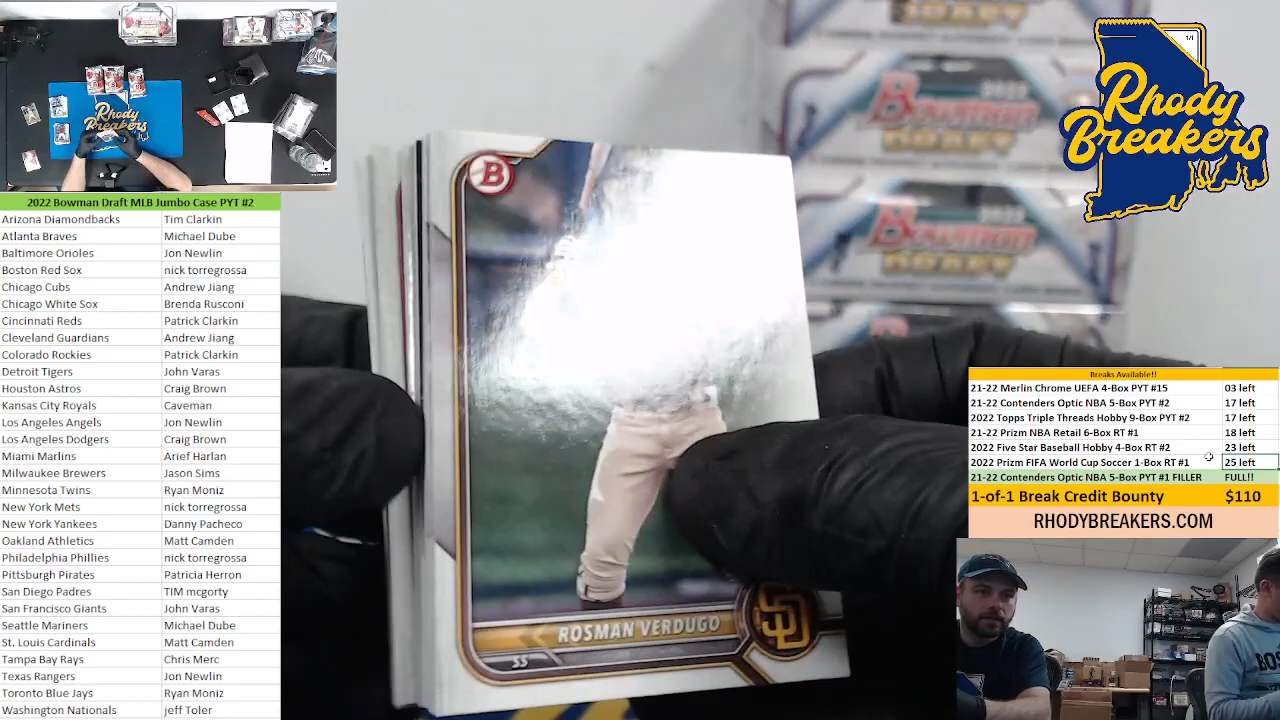 2022 Bowman Draft MLB Jumbo Case PYT #2
Arizona Diamondbacks Tim Clarkin
Atlanta Braves Michael Dube
Baltimore Orioles Jon Newlin
Boston Red Sox nick torregrossa
Chicago Cubs Andrew Jiang
Chicago White Sox Brenda Rusconi
Cincinnati Reds Patrick Clarkin
Cleveland Guardians Andrew Jiang
Colorado Rockies Patrick Clarkin
Detroit Tigers John Varas
Houston Astros Craig Brown
Kansas City Royals Caveman
Los Angeles Angels Jon Newlin
Los Angeles Dodgers Craig Brown
Miami Marlins Arief Harlan
Milwaukee Brewers Jason Sims
Minnesota Twins Ryan Moniz
New York Mets nick torregrossa
New York Yankees Danny Pacheco
Oakland Athletics Matt Camden
Philadelphia Phillies nick torregrossa
Pittsburgh Pirates Patricia Herron
San Diego Padres TIM mcgorty
San Francisco Giants John Varas
Seattle Mariners Michael Dube
St. Louis Cardinals Matt Camden
Tampa Bay Rays Chris Merc
Texas Rangers Jon Newlin
Toronto Blue Jays Ryan Moniz
Washington Nationals jeff Toler
Rhody
Breakers
B
ROSMAN VERDUGO
SS
SD
DRAFT
2022
Bowman
DRAFT
2022
Bowman
DRAFT
1/1
Rhody
Breakers
Breaks Available!!
21-22 Merlin Chrome UEFA 4-Box PYT #15 03 left
21-22 Contenders Optic NBA 5-Box PYT #2 17 left
2022 Topps Triple Threads Hobby 9-Box PYT #2 17 left
21-22 Prizm NBA Retail 6-Box RT #1 18 left
2022 Five Star Baseball Hobby 4-Box RT #2 23 left
2022 Prizm FIFA World Cup Soccer 1-Box RT #1 25 left
21-22 Contenders Optic NBA 5-Box PYT #1 FILLER FULL!!
1-of-1 Break Credit Bounty $110
RHODYBREAKERS.COM